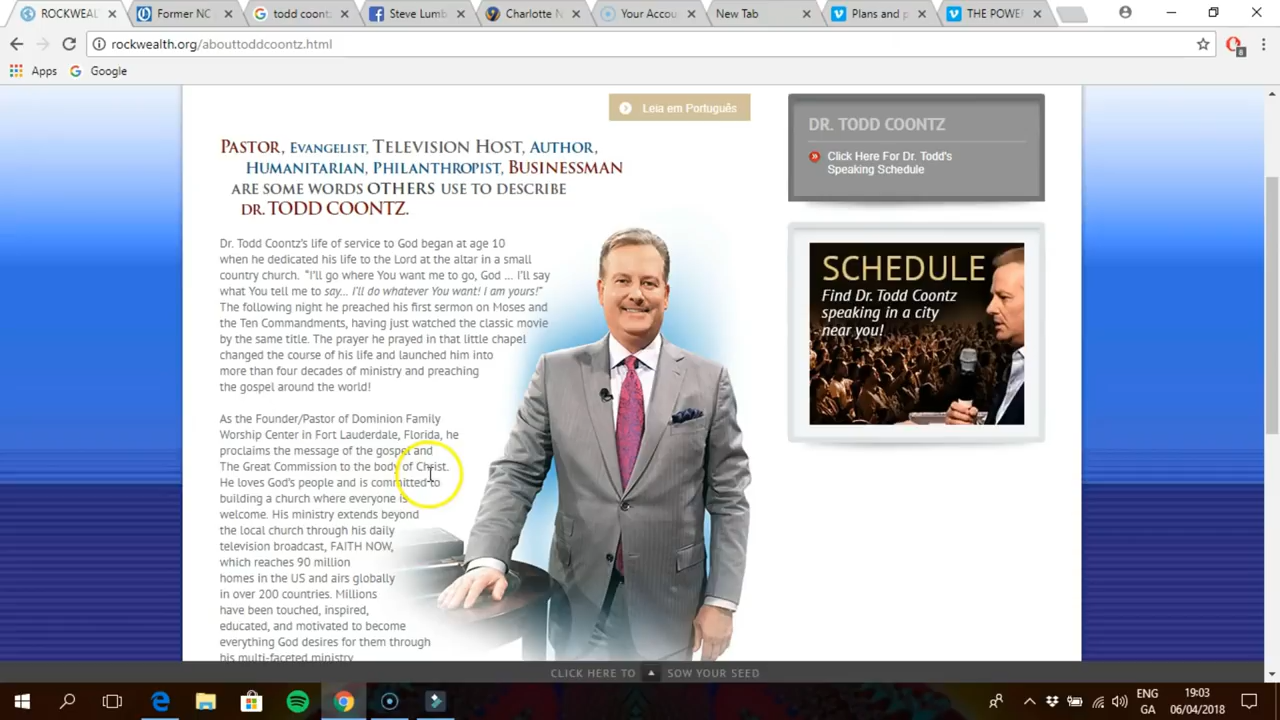 ROCKWEAL
Former NC
todd coont
Steve Lumb
Charlotte N
Your Accou
New Tab
Plans and p
THE POWE
rockwealth.org/abouttoddcoontz.html
8
Apps
Google
Leia em Português
PASTOR, EVANGELIST, TELEVISION HOST, AUTHOR,
HUMANITARIAN, PHILANTHROPIST, BUSINESSMAN
ARE SOME WORDS OTHERS USE TO DESCRIBE
DR. TODD COONTZ.
Dr. Todd Coontz's life of service to God began at age 10
when he dedicated his life to the Lord at the altar in a small
country church. "I'll go where You want me to go, God ... I'll say
what You tell me to say... I'll do whatever You want! I am yours!"
The following night he preached his first sermon on Moses and
the Ten Commandments, having just watched the classic movie
by the same title. The prayer he prayed in that little chapel
changed the course of his life and launched him into
more than four decades of ministry and preaching
the gospel around the world!
As the Founder/Pastor of Dominion Family
Worship Center in Fort Lauderdale, Florida, he
proclaims the message of the gospel and
The Great Commission to the body of Christ.
He loves God's people and is committed to
building a church where everyone is
welcome. His ministry extends beyond
the local church through his daily
television broadcast, FAITH NOW,
which reaches 90 million
homes in the US and airs globally
in over 200 countries. Millions
have been touched, inspired,
educated, and motivated to become
everything God desires for them through
his multi-faceted ministry
DR. TODD COONTZ
Click Here For Dr. Todd's
Speaking Schedule
SCHEDULE
Find Dr. Todd Coontz
speaking in a city
near you!
CLICK HERE TO SOW YOUR SEED
ENG
GA
19:03
06/04/2018